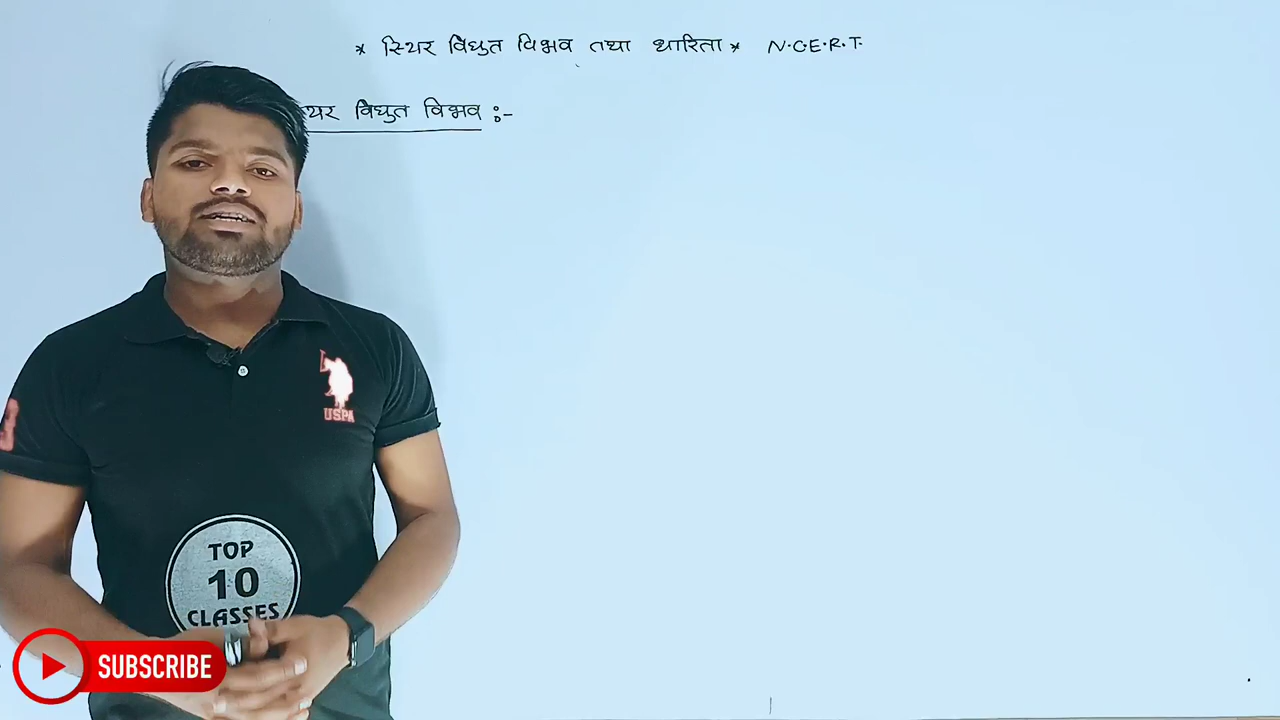 * स्थिर विद्युत विभव तथा धारिता * N.C.E.R.T.
स्थिर विद्युत विभव :-
USPA
TOP
10
CLASSES
SUBSCRIBE